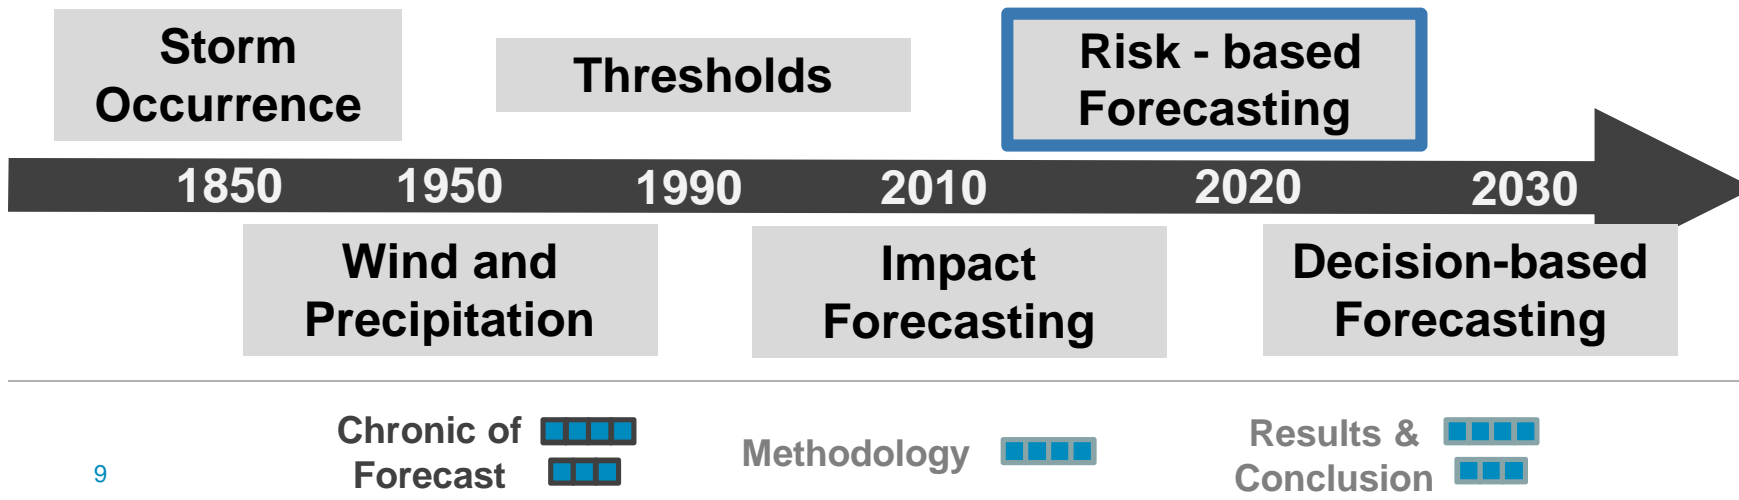 Storm
Occurrence
Thresholds
Risk - based
Forecasting
1850 1950 1990 2010 2020 2030
Wind and
Precipitation
Impact
Forecasting
Decision-based
Forecasting
Chronic of
Forecast
Methodology
Results &
Conclusion
9